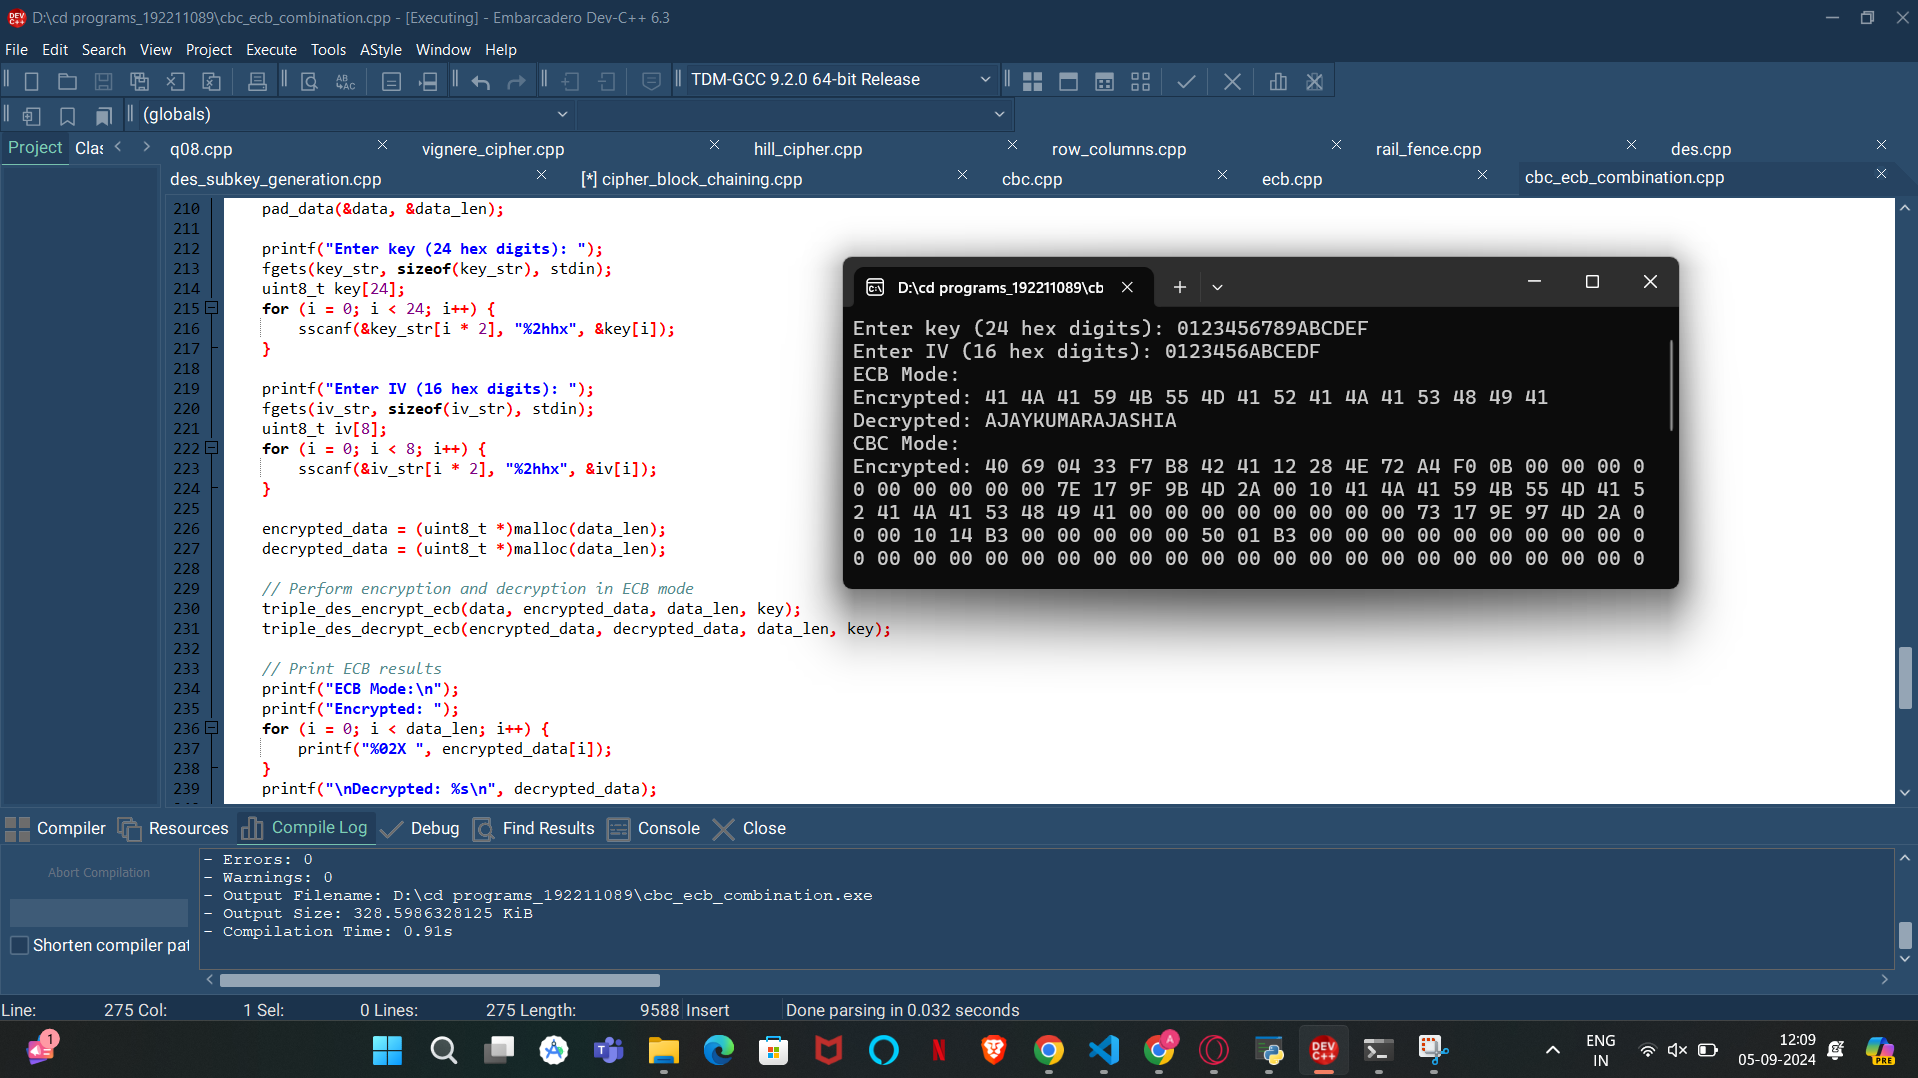 D:\cd programs_192211089\cbc_ecb_combination.cpp - [Executing] - Embarcadero Dev-C++ 6.3
File Edit Search View Project Execute Tools AStyle Window Help
TDM-GCC 9.2.0 64-bit Release
(globals)
Project Clas
q08.cpp vignere_cipher.cpp hill_cipher.cpp row_columns.cpp rail_fence.cpp des.cpp
des_subkey_generation.cpp [*] cipher_block_chaining.cpp cbc.cpp ecb.cpp cbc_ecb_combination.cpp
210 pad_data(&data, &data_len);
211
212 printf("Enter key (24 hex digits): ");
213 fgets(key_str, sizeof(key_str), stdin);
214 uint8_t key[24];
215 for (i = 0; i < 24; i++) {
216 sscanf(&key_str[i * 2], "%2hhx", &key[i]);
217 }
218
219 printf("Enter IV (16 hex digits): ");
220 fgets(iv_str, sizeof(iv_str), stdin);
221 uint8_t iv[8];
222 for (i = 0; i < 8; i++) {
223 sscanf(&iv_str[i * 2], "%2hhx", &iv[i]);
224 }
225
226 encrypted_data = (uint8_t *)malloc(data_len);
227 decrypted_data = (uint8_t *)malloc(data_len);
228
229 // Perform encryption and decryption in ECB mode
230 triple_des_encrypt_ecb(data, encrypted_data, data_len, key);
231 triple_des_decrypt_ecb(encrypted_data, decrypted_data, data_len, key);
232
233 // Print ECB results
234 printf("ECB Mode:\n");
235 printf("Encrypted: ");
236 for (i = 0; i < data_len; i++) {
237 printf("%02X ", encrypted_data[i]);
238 }
239 printf("\nDecrypted: %s\n", decrypted_data);
D:\cd programs_192211089\cb
Enter key (24 hex digits): 0123456789ABCDEF
Enter IV (16 hex digits): 0123456ABCEDF
ECB Mode:
Encrypted: 41 4A 41 59 4B 55 4D 41 52 41 4A 41 53 48 49 41
Decrypted: AJAYKUMARAJASHIA
CBC Mode:
Encrypted: 40 69 04 33 F7 B8 42 41 12 28 4E 72 A4 F0 0B 00 00 00 0
0 00 00 00 00 00 7E 17 9F 9B 4D 2A 00 10 41 4A 41 59 4B 55 4D 41 5
2 41 4A 41 53 48 49 41 00 00 00 00 00 00 00 00 73 17 9E 97 4D 2A 0
0 00 10 14 B3 00 00 00 00 00 50 01 B3 00 00 00 00 00 00 00 00 00 0
0 00 00 00 00 00 00 00 00 00 00 00 00 00 00 00 00 00 00 00 00 00 0
Compiler Resources Compile Log Debug Find Results Console Close
Abort Compilation
Shorten compiler pat
- Errors: 0
- Warnings: 0
- Output Filename: D:\cd programs_192211089\cbc_ecb_combination.exe
- Output Size: 328.5986328125 KiB
- Compilation Time: 0.91s
Line: 275 Col: 1 Sel: 0 Lines: 275 Length: 9588 Insert Done parsing in 0.032 seconds
1
A
DEV C++
PRE
ENG
IN
12:09
05-09-2024